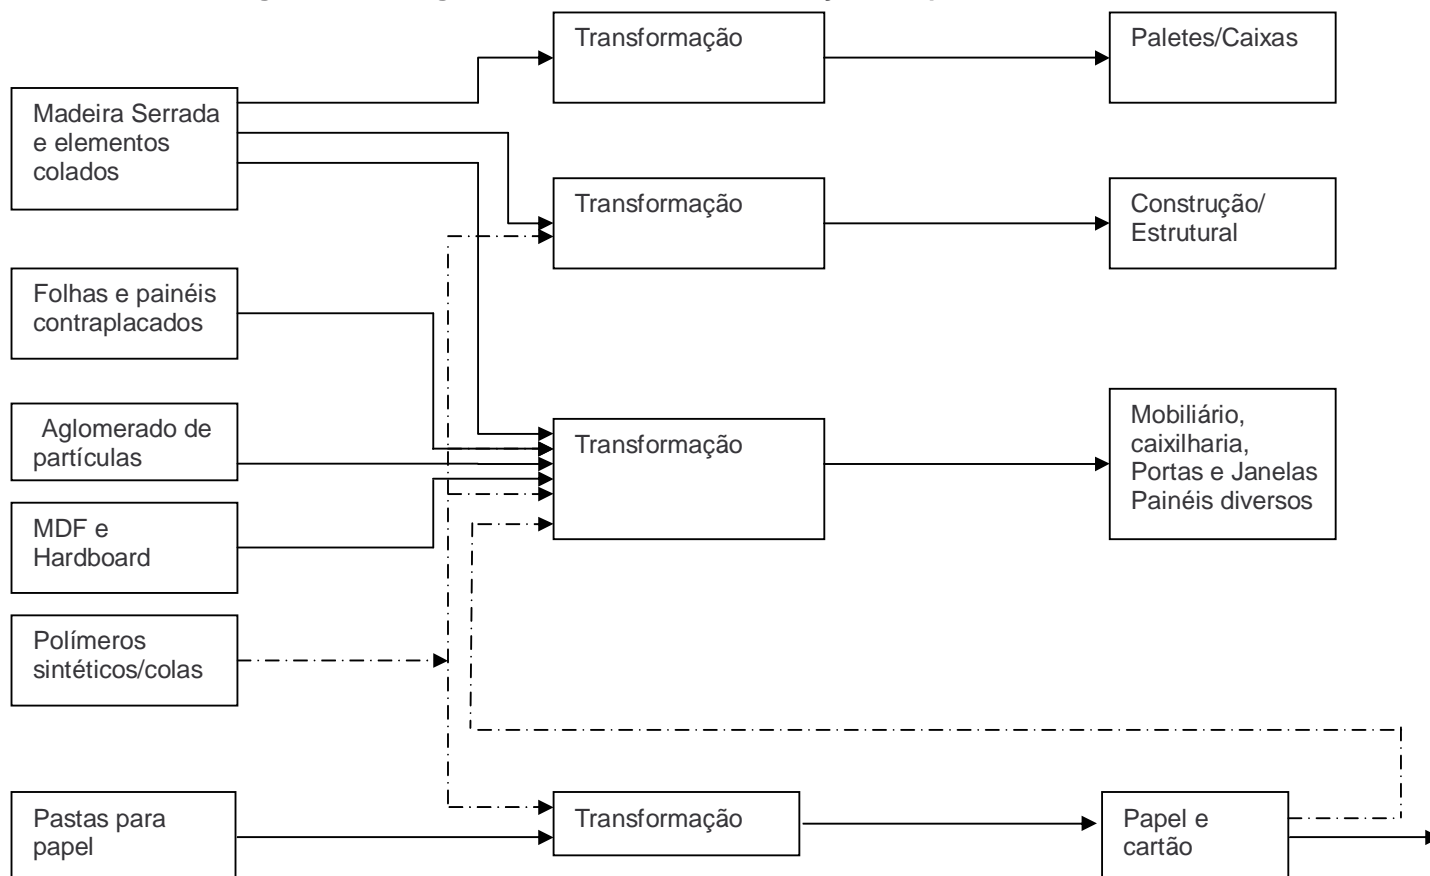 Transformação
Paletes/Caixas
Madeira Serrada
e elementos
colados
Transformação
Construção/
Estrutural
Folhas e painéis
contraplacados
Aglomerado de
partículas
Transformação
Mobiliário,
caixilharia,
Portas e Janelas
Painéis diversos
MDF e
Hardboard
Polímeros
sintéticos/colas
Pastas para
papel
Transformação
Papel e
cartão